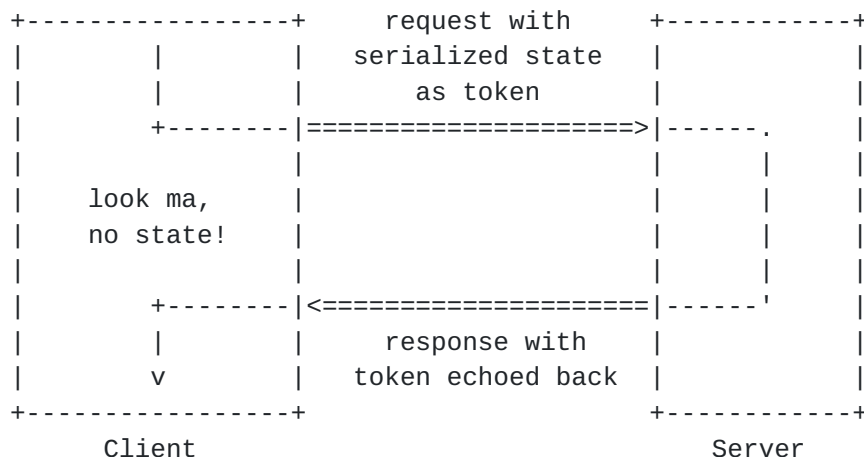 request with
serialized state
as token
look ma,
no state!
response with
token echoed back
Client
Server